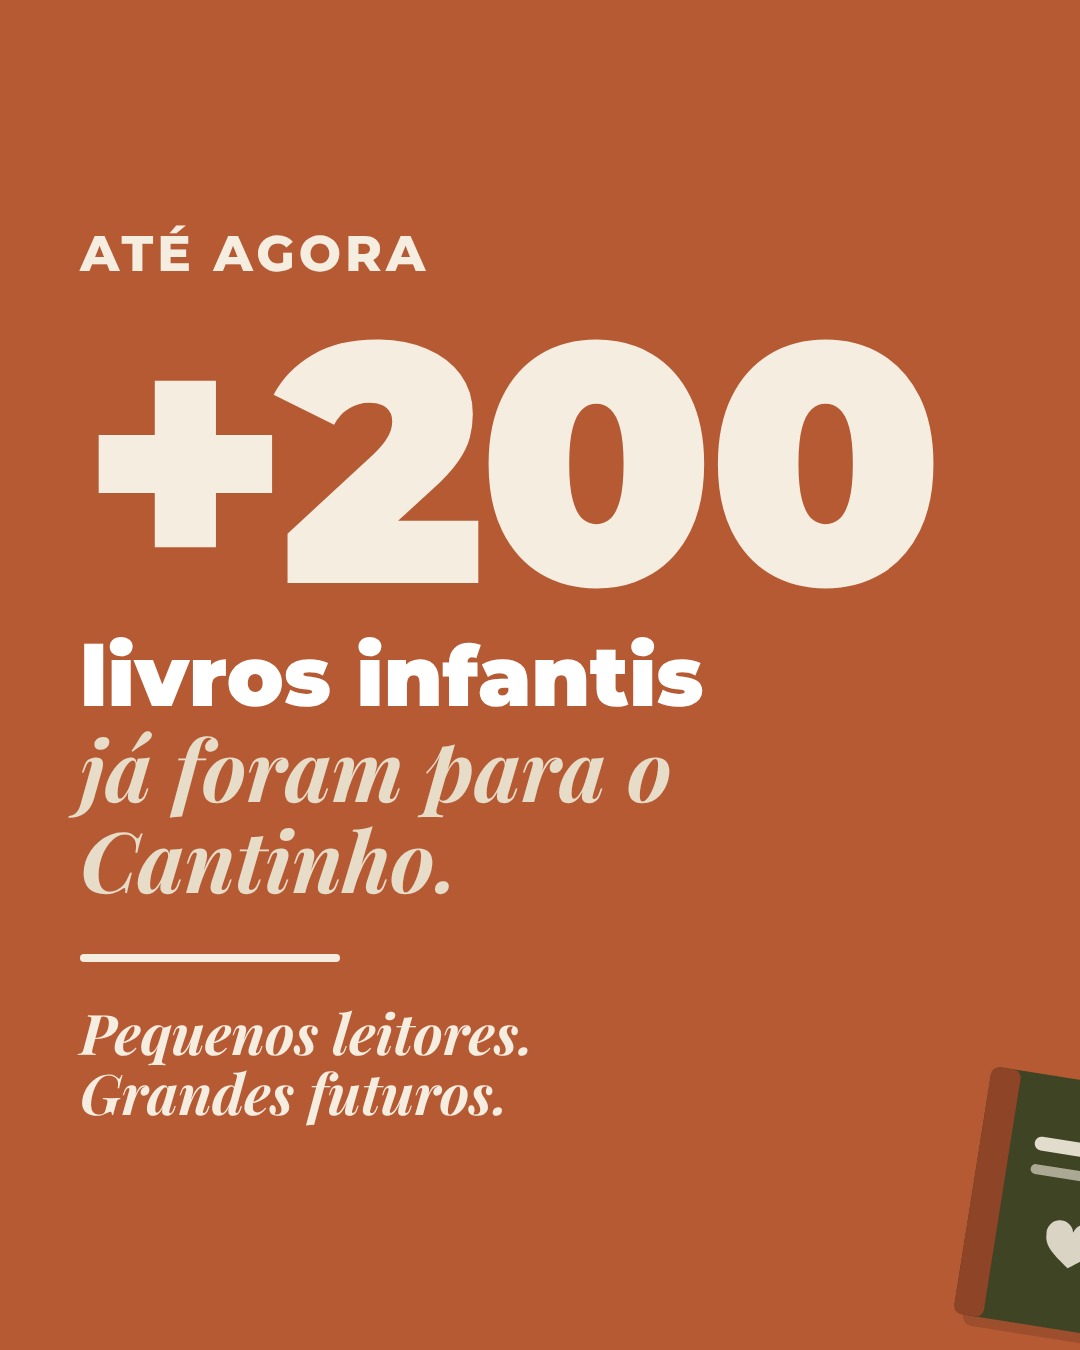 ATÉ AGORA
+200
livros infantis
já foram para o
Cantinho.
Pequenos leitores.
Grandes futuros.